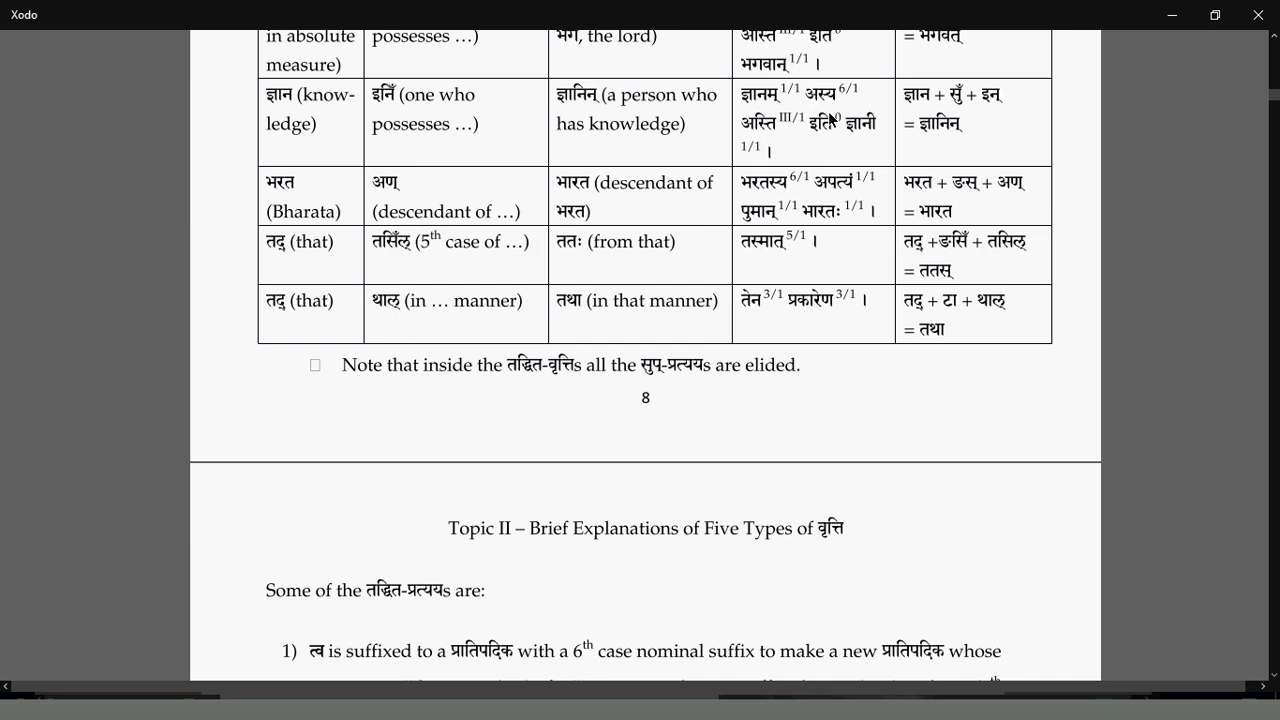 Xodo
in absolute possesses …) भग, the lord) अस्ति III/1 इति 0 = भगवत्
measure) भगवान् 1/1 ।
ज्ञान (know- इनिँ (one who ज्ञानिन् (a person who ज्ञानम् 1/1 अस्य 6/1 ज्ञान + सुँ + इन्
ledge) possesses …) has knowledge) अस्ति III/1 इति 0 ज्ञानी = ज्ञानिन्
1/1 ।
भरत अण् भारत (descendant of भरतस्य 6/1 अपत्यं 1/1 भरत + ङस् + अण्
(Bharata) (descendant of …) भरत) पुमान् 1/1 भारतः 1/1 । = भारत
तद् (that) तसिँल् (5th case of …) ततः (from that) तस्मात् 5/1 । तद् +ङसिँ + तसिल्
= ततस्
तद् (that) थाल् (in … manner) तथा (in that manner) तेन 3/1 प्रकारेण 3/1 । तद् + टा + थाल्
= तथा
Note that inside the तद्धित-वृत्तिs all the सुप्-प्रत्ययs are elided.
8
Topic II – Brief Explanations of Five Types of वृत्ति
Some of the तद्धित-प्रत्ययs are:
1) त्व is suffixed to a प्रातिपदिक with a 6th case nominal suffix to make a new प्रातिपदिक whose